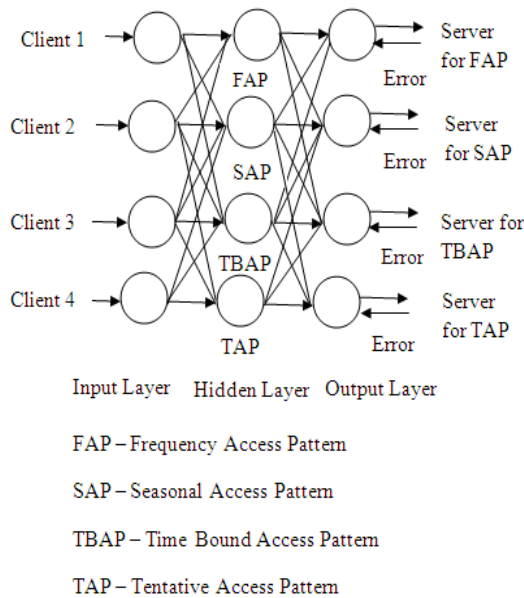 Client 1
FAP
Server
for FAP
Error
Client 2
SAP
Server
for SAP
Error
Client 3
TBAP
Server for
TBAP
Error
Client 4
TAP
Server
for TAP
Error
Input Layer Hidden Layer Output Layer
FAP – Frequency Access Pattern
SAP – Seasonal Access Pattern
TBAP – Time Bound Access Pattern
TAP – Tentative Access Pattern